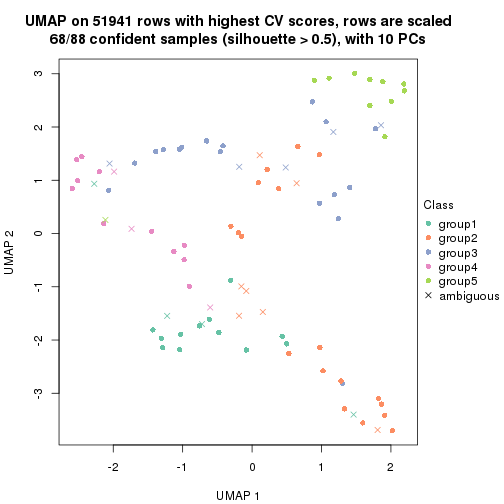 UMAP on 51941 rows with highest CV scores, rows are scaled
68/88 confident samples (silhouette > 0.5), with 10 PCs
3
2
1
0
-1
-2
-3
UMAP 2
-2
-1
0
1
2
UMAP 1
Class
group1
group2
group3
group4
group5
ambiguous